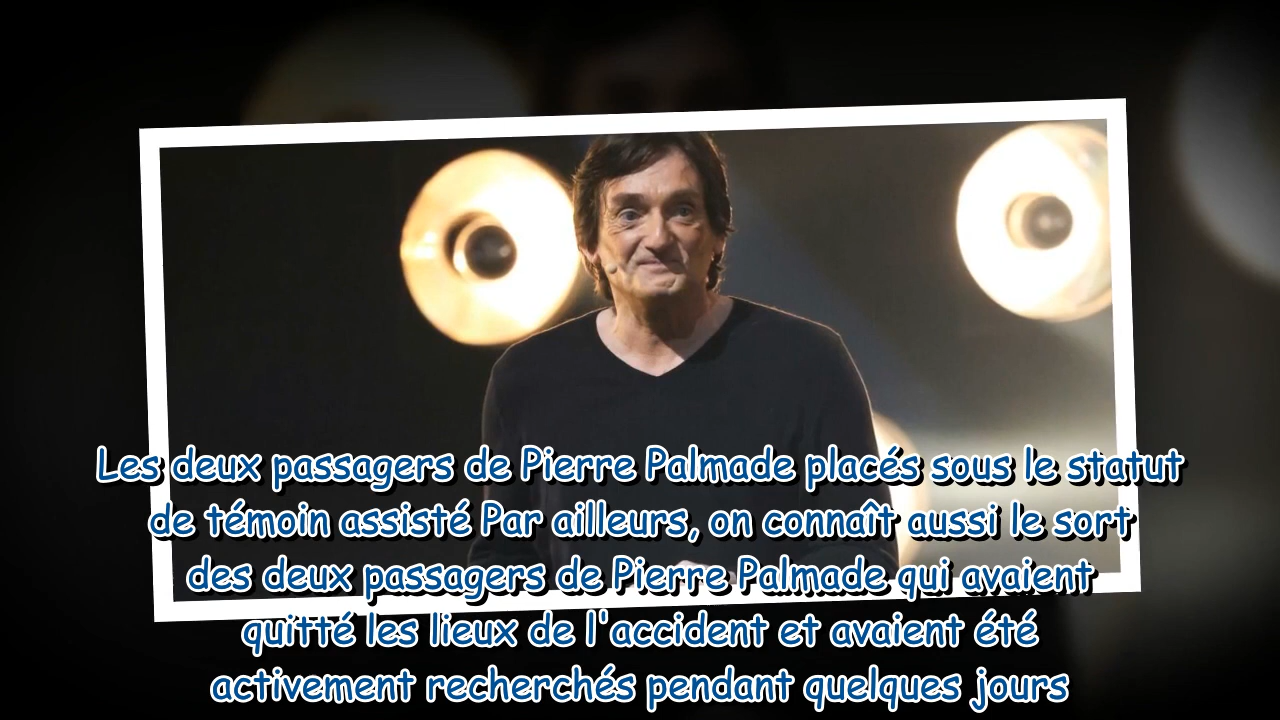 Les deux passagers de Pierre Palmade placés sous le statut
de témoin assisté Par ailleurs, on connaît aussi le sort
des deux passagers de Pierre Palmade qui avaient
quitté les lieux de l'accident et avaient été
activement recherchés pendant quelques jours